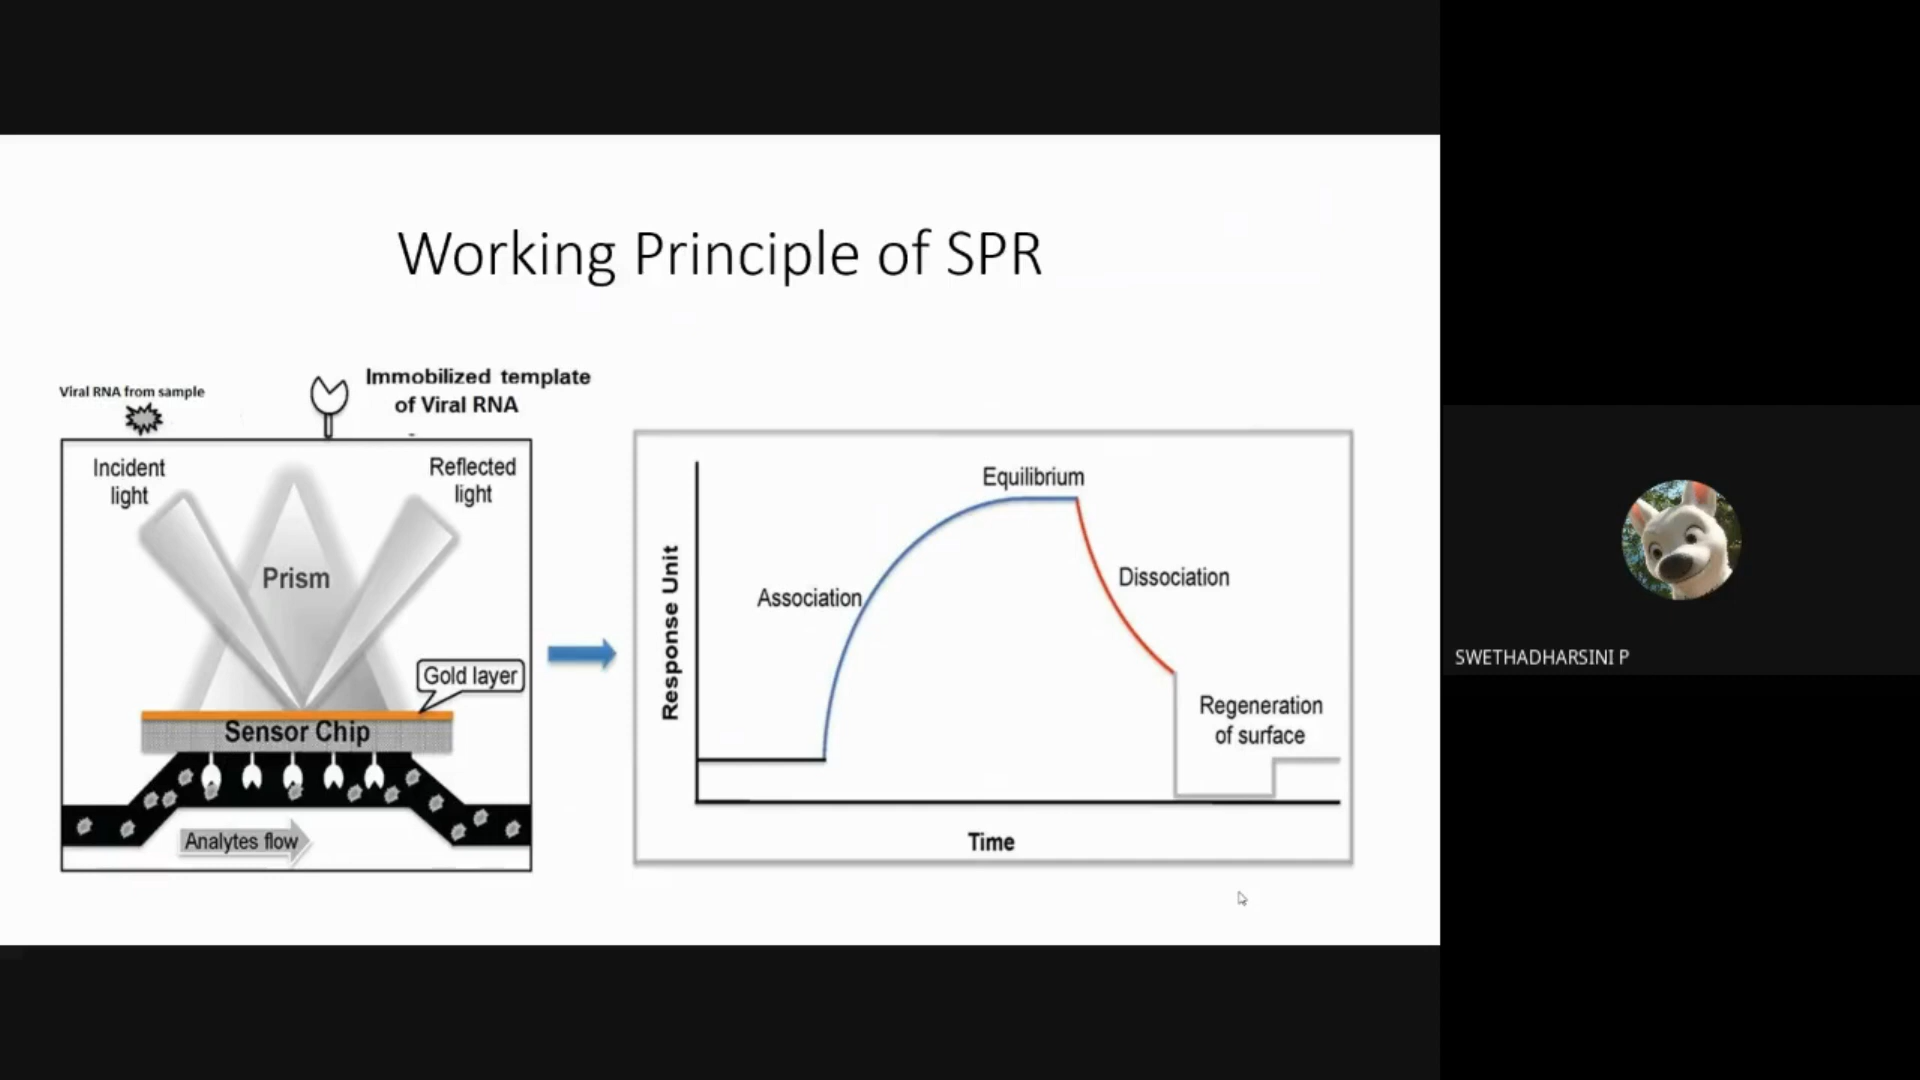 Working Principle of SPR
Viral RNA from sample
Immobilized template
of Viral RNA
Incident
light
Reflected
light
Prism
Gold layer
Sensor Chip
Analytes flow
Response Unit
Equilibrium
Association
Dissociation
Regeneration
of surface
Time
SWETHADHARSINI P